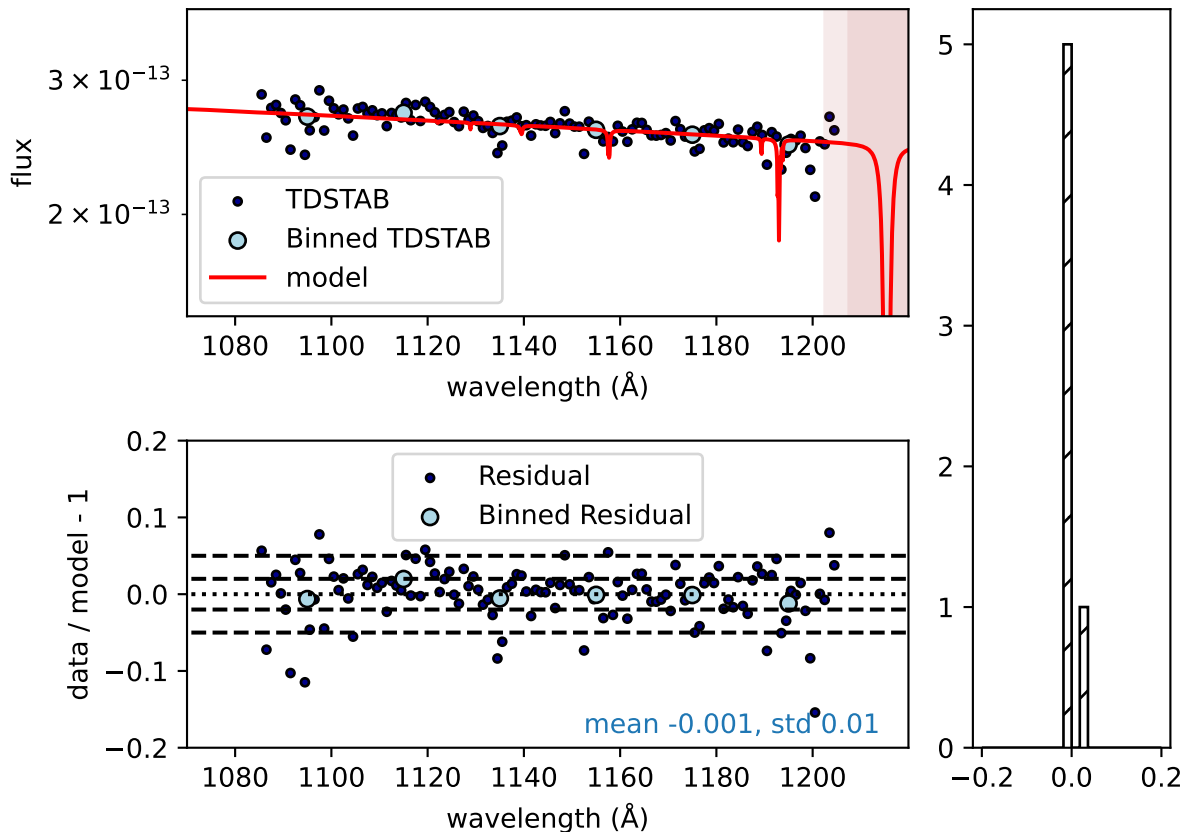 3 × 10⁻¹³
2 × 10⁻¹³
flux
TDSTAB
Binned TDSTAB
model
1080 1100 1120 1140 1160 1180 1200
wavelength (Å)
0.2
0.1
0.0
−0.1
−0.2
data / model - 1
Residual
Binned Residual
mean -0.001, std 0.01
1080 1100 1120 1140 1160 1180 1200
wavelength (Å)
5
4
3
2
1
0
−0.2 0.0 0.2